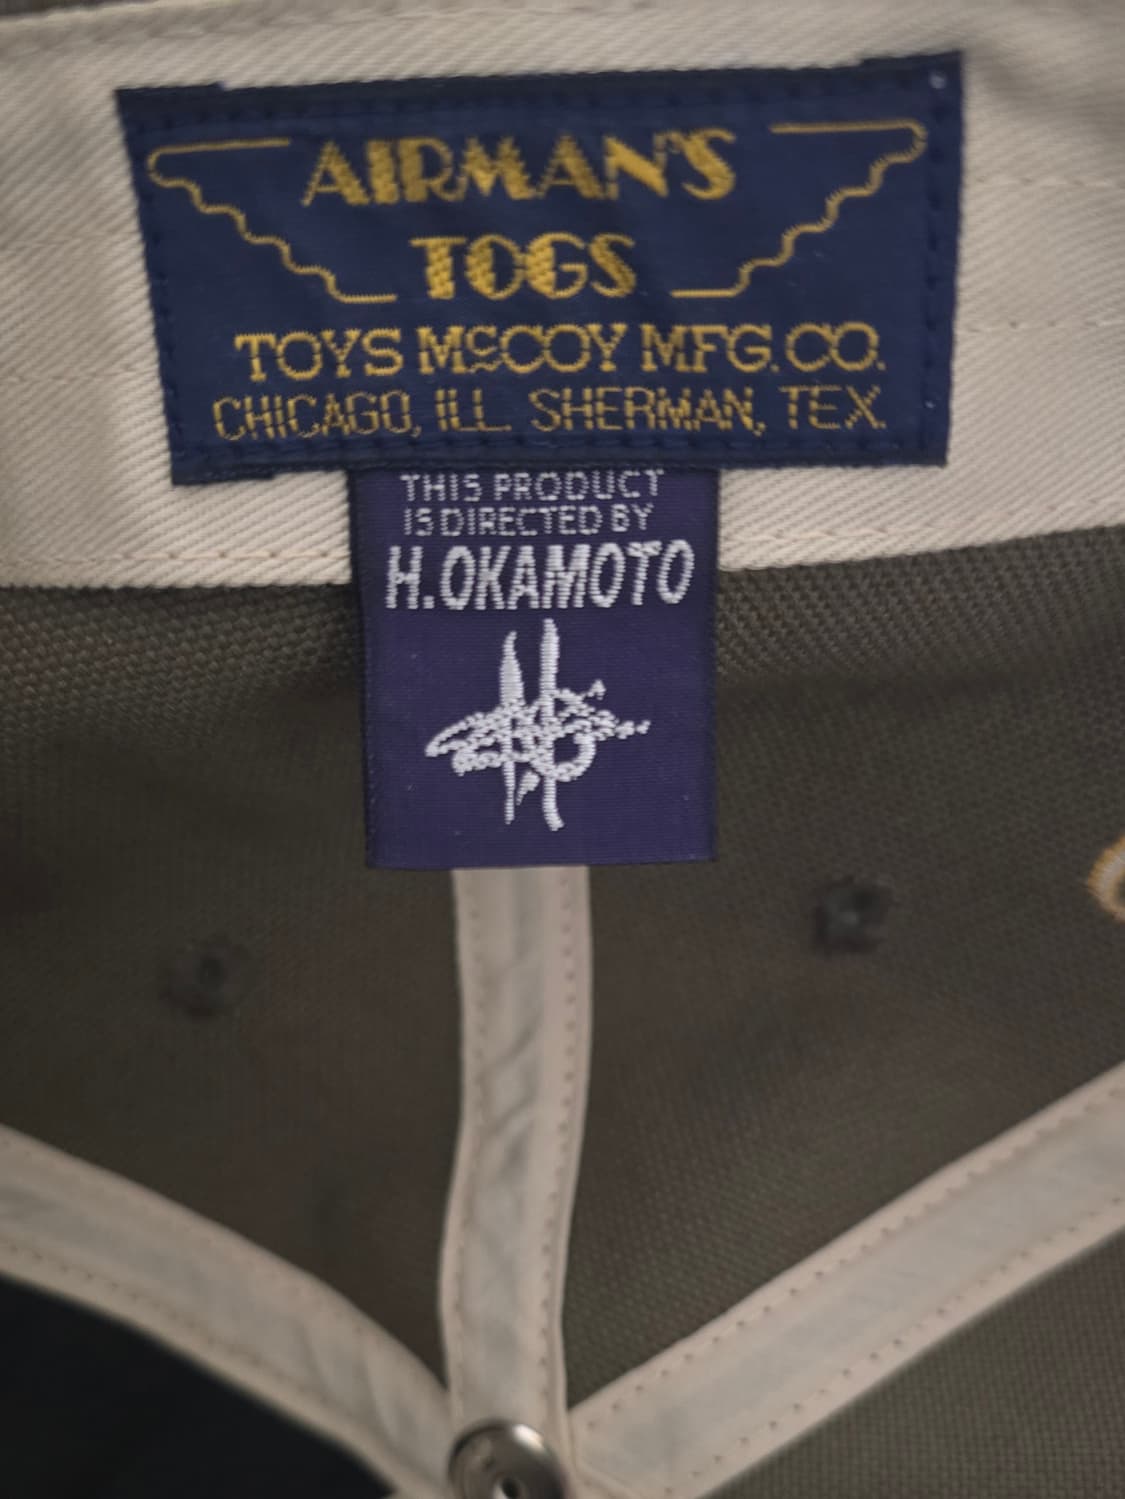 AIRMAN'S
TOGS
TOYS McCOY MFG. CO.
CHICAGO, ILL. SHERMAN, TEX.
THIS PRODUCT
IS DIRECTED BY
H.OKAMOTO